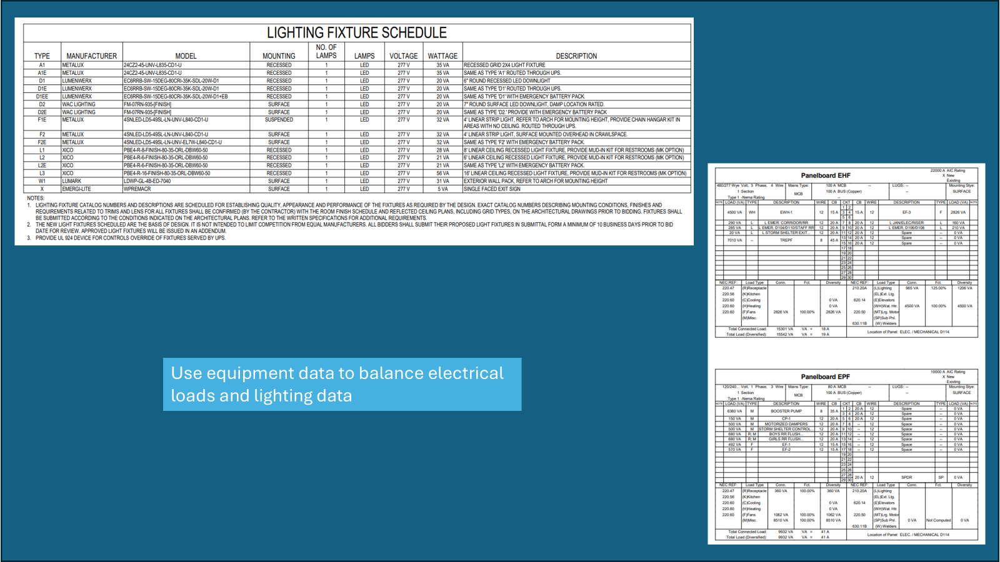 LIGHTING FIXTURE SCHEDULE
TYPE MANUFACTURER MODEL MOUNTING NO. OF LAMPS LAMPS VOLTAGE WATTAGE DESCRIPTION
A1 METALUX 24CZ2-45-UNV-L835-CD1-U RECESSED 1 LED 277 V 35 VA RECESSED GRID 2X4 LIGHT FIXTURE
A1E METALUX 24CZ2-45-UNV-L835-CD1-U RECESSED 1 LED 277 V 35 VA SAME AS TYPE 'A1' ROUTED THROUGH UPS.
D1 LUMENWERX EC6RRB-SW-15DEG-80CRI-35K-SDL-20W-D1 RECESSED 1 LED 277 V 20 VA 6" ROUND RECESSED LED DOWNLIGHT
D1E LUMENWERX EC6RRB-SW-15DEG-80CRI-35K-SDL-20W-D1 RECESSED 1 LED 277 V 20 VA SAME AS TYPE 'D1' ROUTED THROUGH UPS.
D1EE LUMENWERX EC6RRB-SW-15DEG-80CRI-35K-SDL-20W-D1+EB RECESSED 1 LED 277 V 20 VA SAME AS TYPE 'D1' WITH EMERGENCY BATTERY PACK.
D2 WAC LIGHTING FM-07RN-935-[FINISH] SURFACE 1 LED 277 V 20 VA 7" ROUND SURFACE LED DOWNLIGHT, DAMP LOCATION RATED.
D2E WAC LIGHTING FM-07RN-935-[FINISH] SURFACE 1 LED 277 V 20 VA SAME AS TYPE 'D2.' PROVIDE WITH EMERGENCY BATTERY PACK
F1E METALUX 4SNLED-LD5-49SL-LN-UNV-L840-CD1-U SUSPENDED 1 LED 277 V 32 VA 4' LINEAR STRIP LIGHT, REFER TO ARCH FOR MOUNTING HEIGHT, PROVIDE CHAIN HANGAR KIT IN
AREAS WITH NO CEILING. ROUTED THROUGH UPS.
F2 METALUX 4SNLED-LD5-49SL-LN-UNV-L840-CD1-U SURFACE 1 LED 277 V 32 VA 4' LINEAR STRIP LIGHT, SURFACE MOUNTED OVERHEAD IN CRAWLSPACE.
F2E METALUX 4SNLED-LD5-49SL-LN-UNV-EL7W-L840-CD1-U SURFACE 1 LED 277 V 32 VA SAME AS TYPE 'F2' WITH EMERGENCY BATTERY PACK.
L1 XICO PBE4-R-8-FINISH-80-35-ORL-DBW60-50 RECESSED 1 LED 277 V 28 VA 8' LINEAR CEILING RECESSED LIGHT FIXTURE, PROVIDE MUD-IN KIT FOR RESTROOMS (MK OPTION)
L2 XICO PBE4-R-6-FINISH-80-35-ORL-DBW60-50 RECESSED 1 LED 277 V 21 VA 6' LINEAR CEILING RECESSED LIGHT FIXTURE, PROVIDE MUD-IN KIT FOR RESTROOMS (MK OPTION)
L2E XICO PBE4-R-6-FINISH-80-35-ORL-DBW60-50 RECESSED 1 LED 277 V 21 VA SAME AS TYPE 'L2' WITH EMERGENCY BATTERY PACK.
L3 XICO PBE4-R-16-FINISH-80-35-ORL-DBW60-50 RECESSED 1 LED 277 V 56 VA 16' LINEAR CEILING RECESSED LIGHT FIXTURE, PROVIDE MUD-IN KIT FOR RESTROOMS (MK OPTION)
W1 LUMARK LDWP-GL-4B-ED-7040 SURFACE 1 LED 277 V 31 VA EXTERIOR WALL PACK, REFER TO ARCH FOR MOUNTING HEIGHT
X EMERGI-LITE WPREMACR SURFACE 1 LED 277 V 5 VA SINGLE FACED EXIT SIGN
NOTES:
1. LIGHTING FIXTURE CATALOG NUMBERS AND DESCRIPTIONS ARE SCHEDULED FOR ESTABLISHING QUALITY, APPEARANCE AND PERFORMANCE OF THE FIXTURES AS REQUIRED BY THE DESIGN. EXACT CATALOG NUMBERS DESCRIBING MOUNTING CONDITIONS, FINISHES AND
REQUIREMENTS RELATED TO TRIMS AND LENS FOR ALL FIXTURES SHALL BE CONFIRMED (BY THE CONTRACTOR) WITH THE ROOM FINISH SCHEDULE AND REFLECTED CEILING PLANS, INCLUDING GRID TYPES, ON THE ARCHITECTURAL DRAWINGS PRIOR TO BIDDING. FIXTURES SHALL
BE SUBMITTED ACCORDING TO THE CONDITIONS INDICATED ON THE ARCHITECTURAL PLANS. REFER TO THE WRITTEN SPECIFICATIONS FOR ADDITIONAL REQUIREMENTS.
2. THE NEW LIGHT FIXTURES SCHEDULED ARE THE BASIS OF DESIGN. IT IS NOT INTENDED TO LIMIT COMPETITION FROM EQUAL MANUFACTURERS. ALL BIDDERS SHALL SUBMIT THEIR PROPOSED LIGHT FIXTURES IN SUBMITTAL FORM A MINIMUM OF 10 BUSINESS DAYS PRIOR TO BID
DATE FOR REVIEW. APPROVED LIGHT FIXTURES WILL BE ISSUED IN AN ADDENDUM.
3. PROVIDE UL 924 DEVICE FOR CONTROLS OVERRIDE OF FIXTURES SERVED BY UPS.
Use equipment data to balance electrical
loads and lighting data
Panelboard EHF 22000 A AIC Rating
X New
Existing
480/277 Wye Volt, 3 Phase, 4 Wire Mains Type: 100 A MCB -- LUGS: -- Mounting Stye:
1 Section MCB 100 A BUS (Copper) -- SURFACE
Type 1 -Nema Rating --
NOTE LOAD (VA) TYPE DESCRIPTION WIRE CB CKT CB WIRE DESCRIPTION TYPE LOAD (VA) NOTE
1 2
4500 VA WH EWH-1 12 15 A 3 4 15 A 12 EF-3 F 2826 VA
5 6
290 VA L L EMER. CORRIDOR/RR 12 20 A 7 8 20 A 12 L JAN/ELEC/RISER L 160 VA
285 VA L L EMER. D104/D110/STAFF RR 12 20 A 9 10 20 A 12 L EMER. D106/D108 L 210 VA
20 VA L L STORM SHELTER EXIT... 12 20 A 11 12 20 A 12 Spare -- 0 VA
7010 VA -- TREPF 8 45 A 13 14 20 A 12 Spare -- 0 VA
15 16 20 A 12 Spare -- 0 VA
17 18
19 20
21 22
23 24
25 26
27 28
29 30
NEC REF: Load Type Conn. Fct. Diversity NEC REF: Load Type Conn. Fct. Diversity
220.47 (R)Receptacle 210.20A (L)Lighting 965 VA 125.00% 1206 VA
220.56 (K)Kitchen (EL)Ext. Ltg.
220.60 (C)Cooling 0 VA 620.14 (E)Elevators
220.60 (H)Heating 0 VA (WH)Wat. Htr. 4500 VA 100.00% 4500 VA
220.60 (F)Fans 2826 VA 100.00% 2826 VA 220.50 (MT)Lrg. Motor
(M)Misc. (SP)Sub Pnl.
630.11B (W) Welders
Total Connected Load: 15301 VA VA = 18 A Location of Panel: ELEC. / MECHANICAL D114
Total Load (Diversified): 15542 VA VA = 19 A
Panelboard EPF 10000 A AIC Rating
X New
Existing
120/240... Volt, 1 Phase, 3 Wire Mains Type: 80 A MCB -- LUGS: -- Mounting Stye:
1 Section MCB 100 A BUS (Copper) -- SURFACE
Type 1 -Nema Rating --
NOTE LOAD (VA) TYPE DESCRIPTION WIRE CB CKT CB WIRE DESCRIPTION TYPE LOAD (VA) NOTE
6360 VA M BOOSTER PUMP 8 35 A 1 2 20 A 12 Spare -- 0 VA
3 4 20 A 12 Spare -- 0 VA
150 VA M CP-1 12 20 A 5 6 20 A 12 Spare -- 0 VA
500 VA M MOTORIZED DAMPERS 12 20 A 7 8 -- 12 Space -- 0 VA
500 VA M STORM SHELTER CONTROL... 12 20 A 9 10 -- 12 Space -- 0 VA
680 VA R; M BOYS RR FLUSH... 12 20 A 11 12 -- 12 Space -- 0 VA
680 VA R; M GIRLS RR FLUSH... 12 20 A 13 14 -- 12 Space -- 0 VA
492 VA F EF-1 12 15 A 15 16 -- 12 Space -- 0 VA
570 VA F EF-2 12 15 A 17 18 -- 12 Space -- 0 VA
19 20
21 22
23 24
25 26
27 28
29 30 20 A 12 SPDR SP 0 VA
NEC REF: Load Type Conn. Fct. Diversity NEC REF: Load Type Conn. Fct. Diversity
220.47 (R)Receptacle 360 VA 100.00% 360 VA 210.20A (L)Lighting
220.56 (K)Kitchen (EL)Ext. Ltg.
220.60 (C)Cooling 0 VA 620.14 (E)Elevators
220.60 (H)Heating 0 VA (WH)Wat. Htr.
220.60 (F)Fans 1062 VA 100.00% 1062 VA 220.50 (MT)Lrg. Motor
(M)Misc. 8510 VA 100.00% 8510 VA (SP)Sub Pnl. 0 VA Not Computed 0 VA
630.11B (W) Welders
Total Connected Load: 9932 VA VA = 41 A Location of Panel: ELEC. / MECHANICAL D114
Total Load (Diversified): 9932 VA VA = 41 A